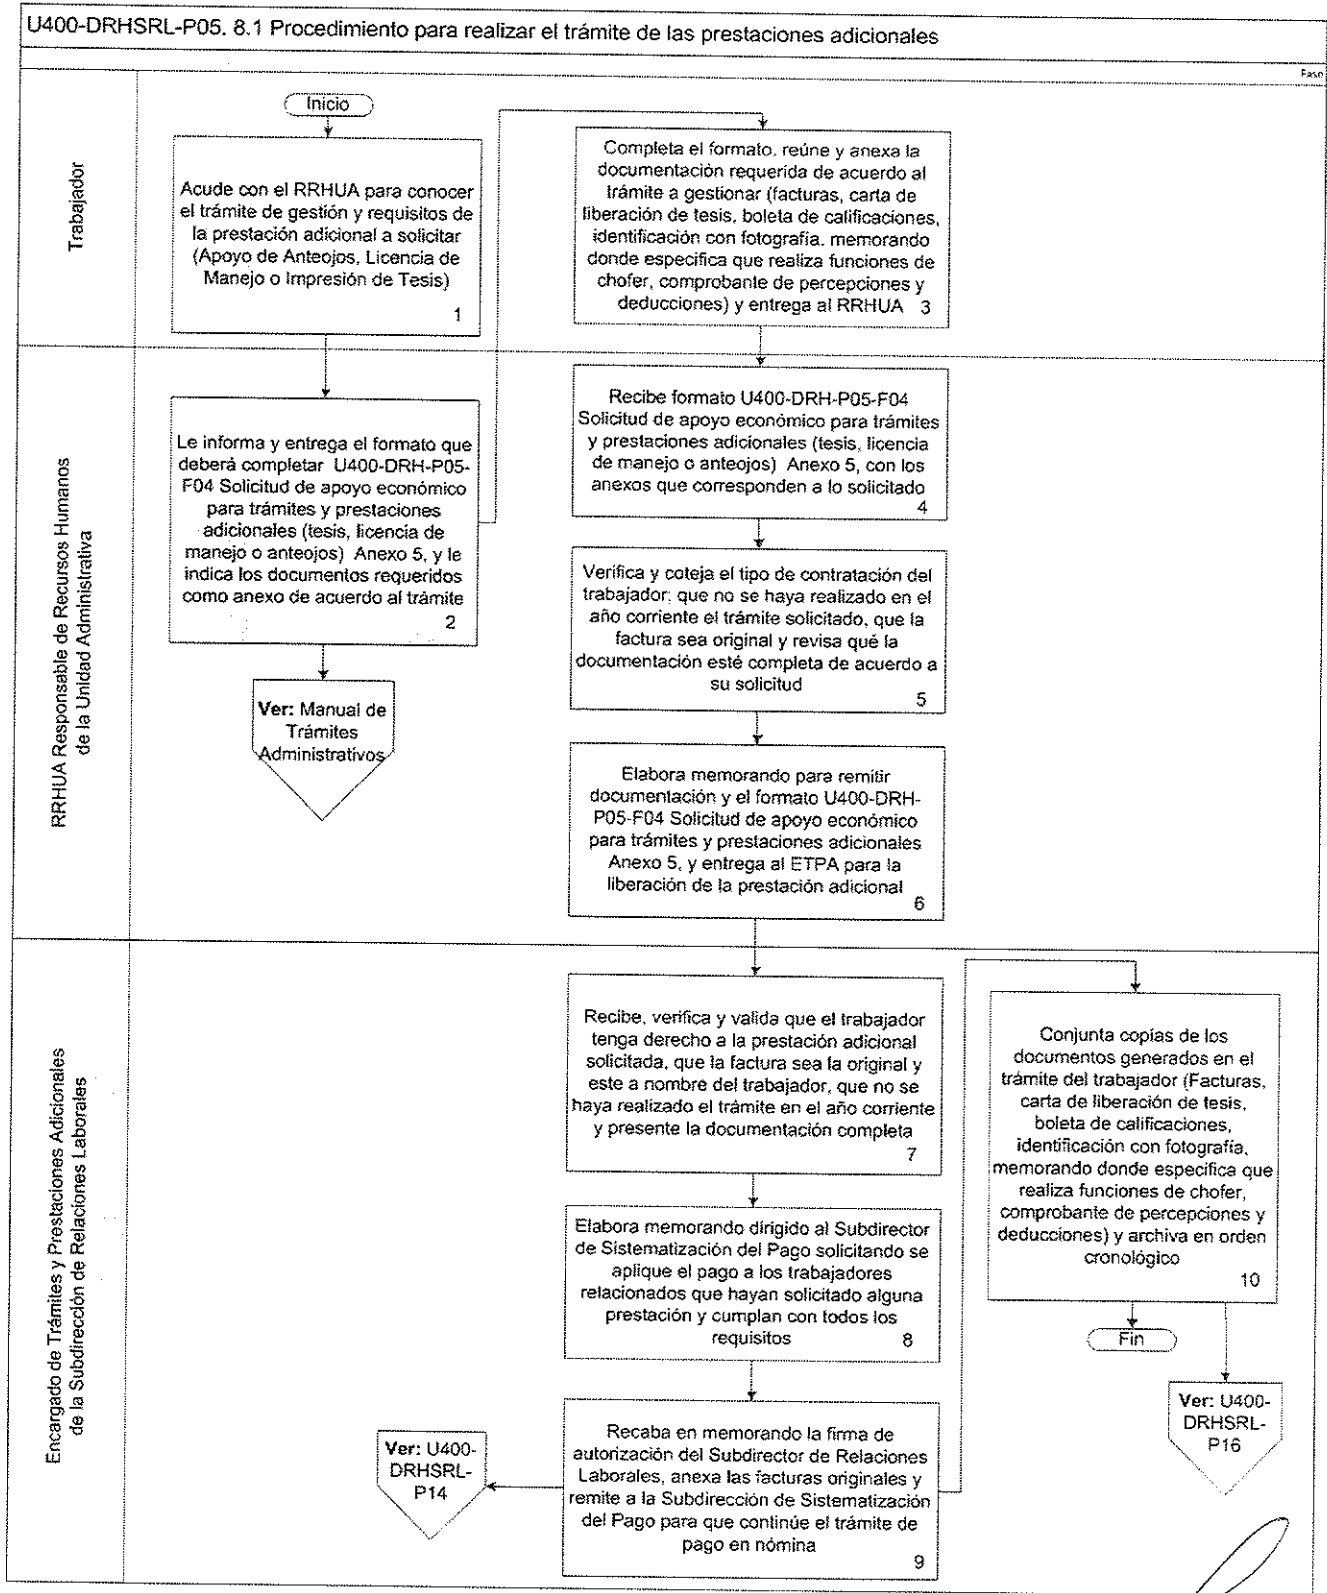 U400-DRHSRL-P05. 8.1 Procedimiento para realizar el trámite de las prestaciones adicionales
Fase
Trabajador
Inicio
Acude con el RRHUA para conocer
el trámite de gestión y requisitos de
la prestación adicional a solicitar
(Apoyo de Anteojos, Licencia de
Manejo o Impresión de Tesis)
1
Completa el formato, reúne y anexa la
documentación requerida de acuerdo al
trámite a gestionar (facturas, carta de
liberación de tesis, boleta de calificaciones,
identificación con fotografía, memorando
donde especifica que realiza funciones de
chofer, comprobante de percepciones y
deducciones) y entrega al RRHUA 3
RRHUA Responsable de Recursos Humanos
de la Unidad Administrativa
Le informa y entrega el formato que
deberá completar U400-DRH-P05-
F04 Solicitud de apoyo económico
para trámites y prestaciones
adicionales (tesis, licencia de
manejo o anteojos) Anexo 5, y le
indica los documentos requeridos
como anexo de acuerdo al trámite
2
Ver: Manual de
Trámites
Administrativos
Recibe formato U400-DRH-P05-F04
Solicitud de apoyo económico para trámites
y prestaciones adicionales (tesis, licencia
de manejo o anteojos) Anexo 5, con los
anexos que corresponden a lo solicitado
4
Verifica y coteja el tipo de contratación del
trabajador; que no se haya realizado en el
año corriente el trámite solicitado, que la
factura sea original y revisa qué la
documentación esté completa de acuerdo a
su solicitud
5
Elabora memorando para remitir
documentación y el formato U400-DRH-
P05-F04 Solicitud de apoyo económico
para trámites y prestaciones adicionales
Anexo 5, y entrega al ETPA para la
liberación de la prestación adicional
6
Encargado de Trámites y Prestaciones Adicionales
de la Subdirección de Relaciones Laborales
Recibe, verifica y valida que el trabajador
tenga derecho a la prestación adicional
solicitada, que la factura sea la original y
este a nombre del trabajador, que no se
haya realizado el trámite en el año corriente
y presente la documentación completa
7
Elabora memorando dirigido al Subdirector
de Sistematización del Pago solicitando se
aplique el pago a los trabajadores
relacionados que hayan solicitado alguna
prestación y cumplan con todos los
requisitos 8
Recaba en memorando la firma de
autorización del Subdirector de Relaciones
Laborales, anexa las facturas originales y
remite a la Subdirección de Sistematización
del Pago para que continúe el trámite de
pago en nómina
9
Ver: U400-
DRHSRL-
P14
Conjunta copias de los
documentos generados en el
trámite del trabajador (Facturas,
carta de liberación de tesis,
boleta de calificaciones,
identificación con fotografía,
memorando donde especifica que
realiza funciones de chofer,
comprobante de percepciones y
deducciones) y archiva en orden
cronológico
10
Fin
Ver: U400-
DRHSRL-
P16